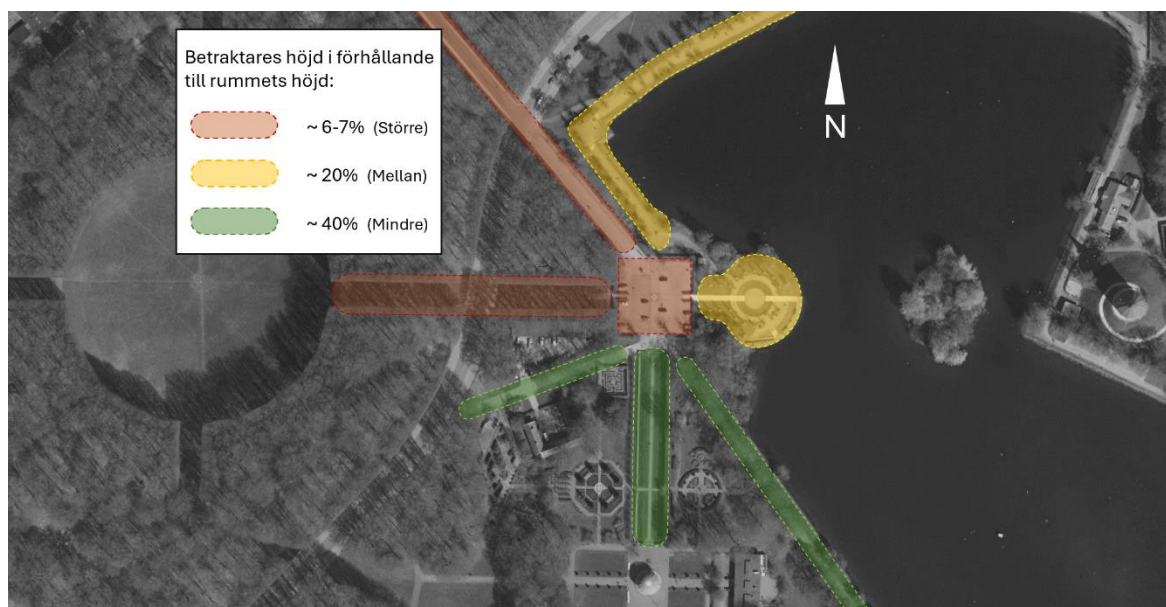 Betraktares höjd i förhållande
till rummets höjd:
~ 6-7% (Större)
~ 20% (Mellan)
~ 40% (Mindre)
N